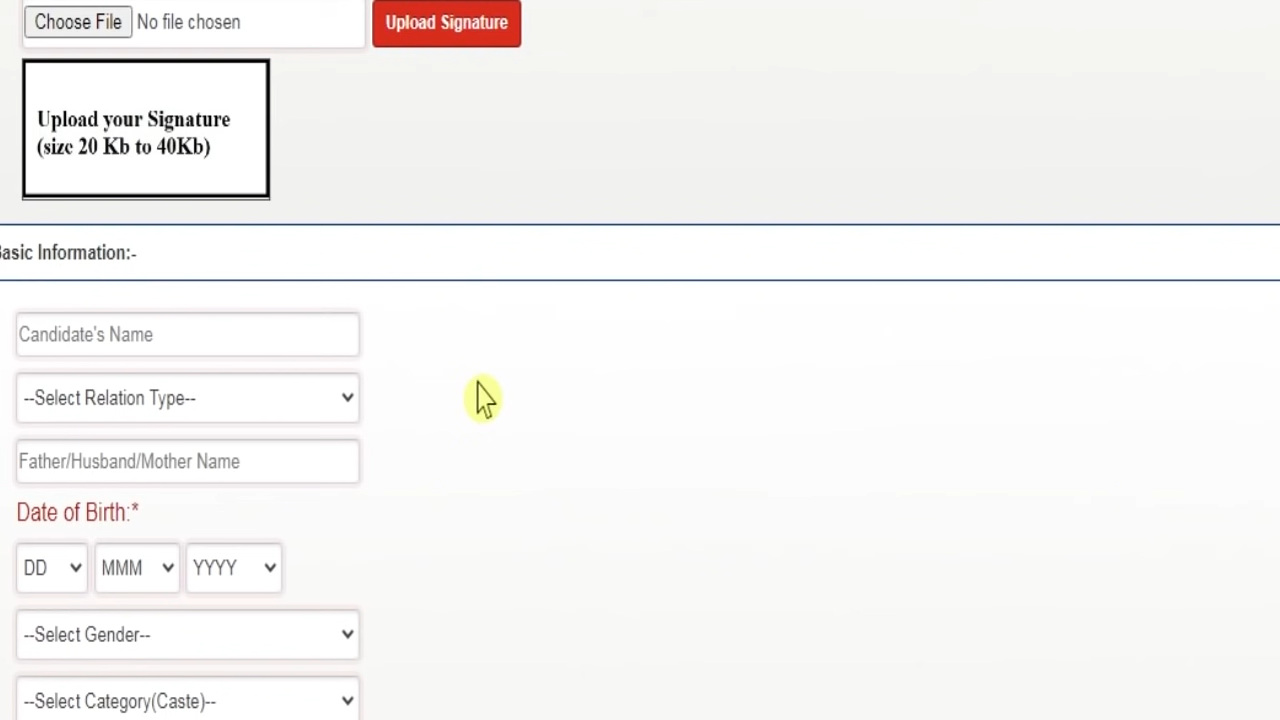 Choose File No file chosen Upload Signature
Upload your Signature
(size 20 Kb to 40Kb)
Basic Information:-
Candidate's Name
--Select Relation Type--
Father/Husband/Mother Name
Date of Birth:*
DD MMM YYYY
--Select Gender--
--Select Category(Caste)--